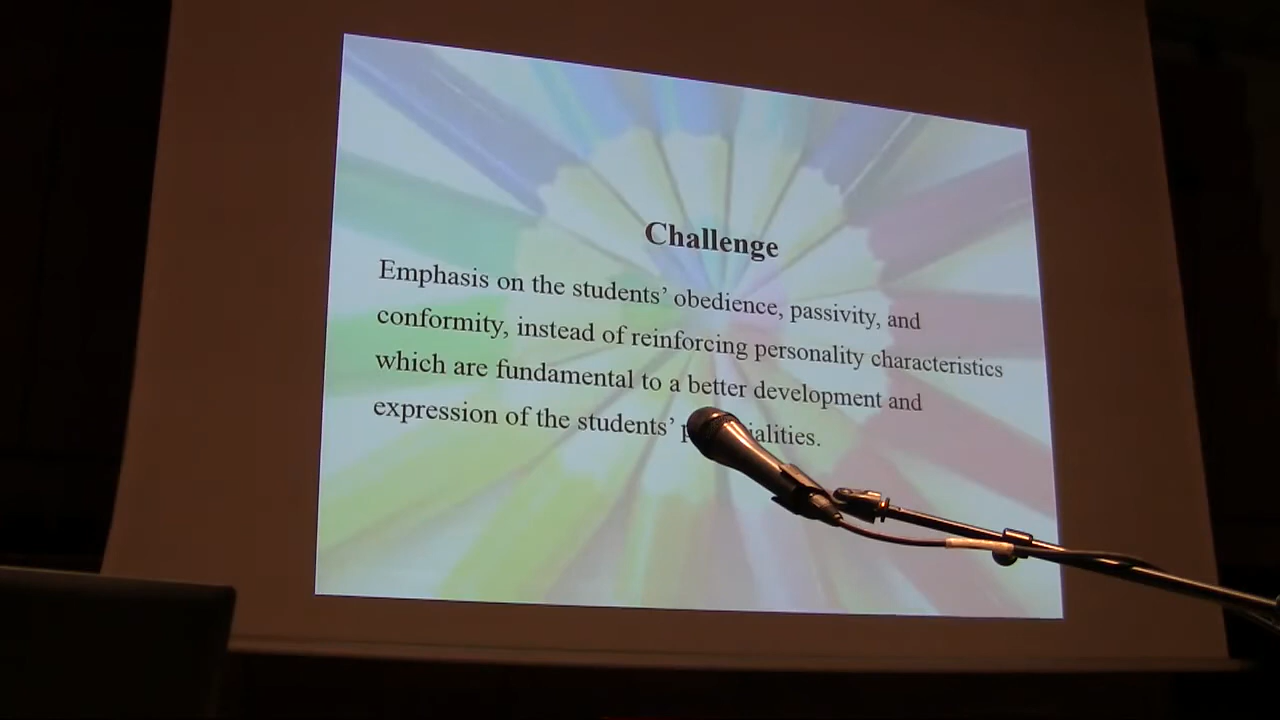 Challenge
Emphasis on the students’ obedience, passivity, and
conformity, instead of reinforcing personality characteristics
which are fundamental to a better development and
expression of the students’